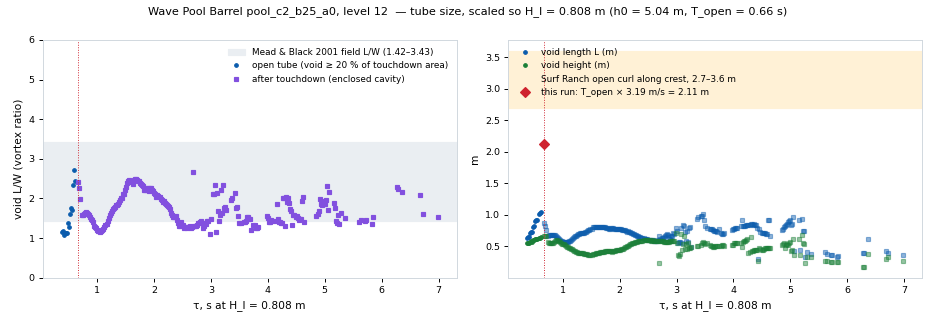 Wave Pool Barrel pool_c2_b25_a0, level 12 — tube size, scaled so H_I = 0.808 m (h0 = 5.04 m, T_open = 0.66 s)
void L/W (vortex ratio)
6
5
4
3
2
1
0
Mead & Black 2001 field L/W (1.42–3.43)
open tube (void ≥ 20 % of touchdown area)
after touchdown (enclosed cavity)
1
2
3
4
5
6
7
τ, s at H_I = 0.808 m
m
3.5
3.0
2.5
2.0
1.5
1.0
0.5
void length L (m)
void height (m)
Surf Ranch open curl along crest, 2.7–3.6 m
this run: T_open × 3.19 m/s = 2.11 m
1
2
3
4
5
6
7
τ, s at H_I = 0.808 m